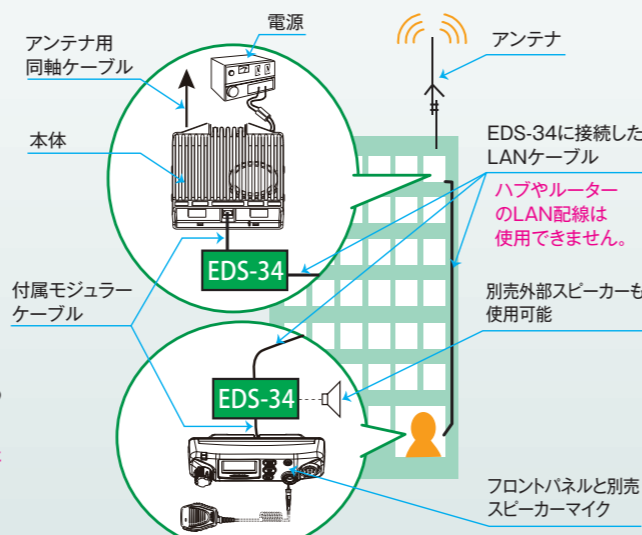 電源
アンテナ用
同軸ケーブル
アンテナ
本体
EDS-34に接続した
LANケーブル
ハブやルーター
のLAN配線は
使用できません。
EDS-34
付属モジュラー
ケーブル
別売外部スピーカーも
使用可能
EDS-34
フロントパネルと別売
スピーカーマイク